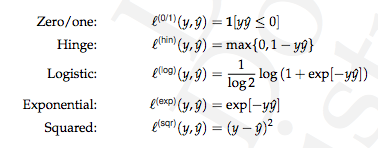 Zero/one: ℓ^(0/1)(y, ŷ) = 1[yŷ ≤ 0]
Hinge: ℓ^(hin)(y, ŷ) = max{0, 1 − yŷ}
Logistic: ℓ^(log)(y, ŷ) = 1/log 2 log (1 + exp[−yŷ])
Exponential: ℓ^(exp)(y, ŷ) = exp[−yŷ]
Squared: ℓ^(sqr)(y, ŷ) = (y − ŷ)²